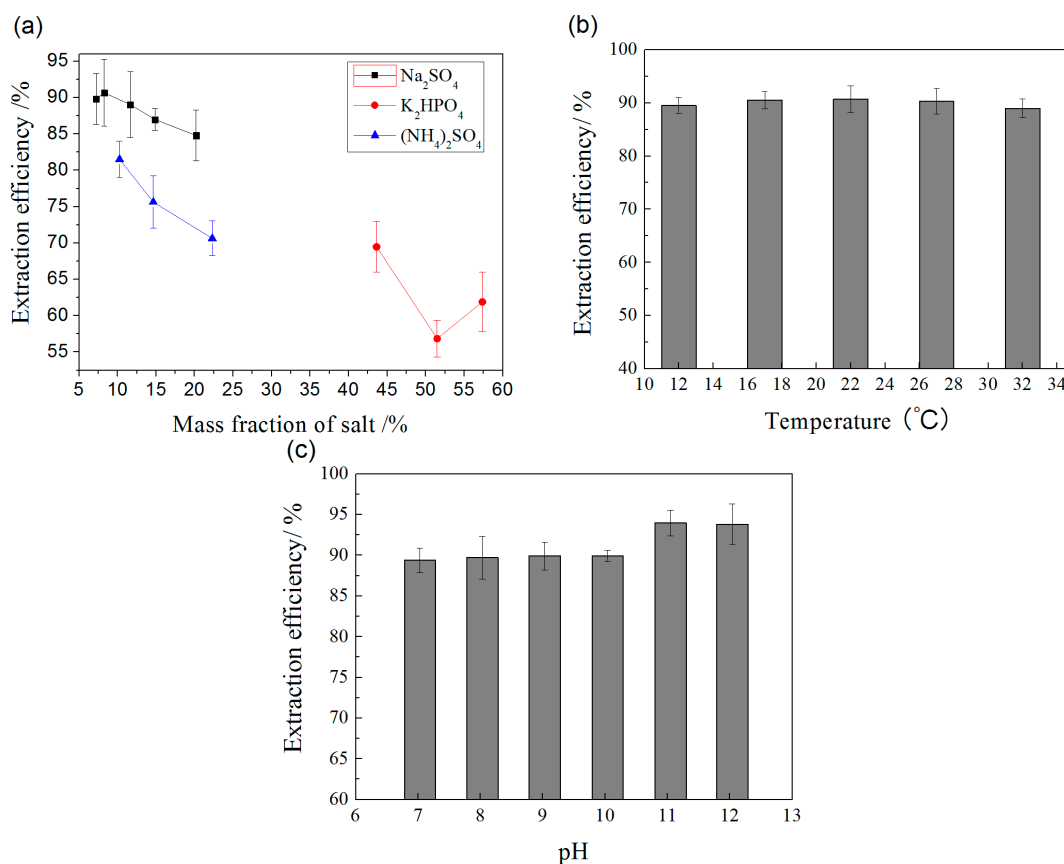 (a)
Extraction efficiency /%
95
90
85
80
75
70
65
60
55
5 10 15 20 25 30 35 40 45 50 55 60
Mass fraction of salt /%
Na₂SO₄
K₂HPO₄
(NH₄)₂SO₄
(b)
Extraction efficiency/ %
100
90
80
70
60
50
40
10 12 14 16 18 20 22 24 26 28 30 32 34
Temperature（℃）
(c)
Extraction efficiency/ %
100
95
90
85
80
75
70
65
60
6 7 8 9 10 11 12 13
pH